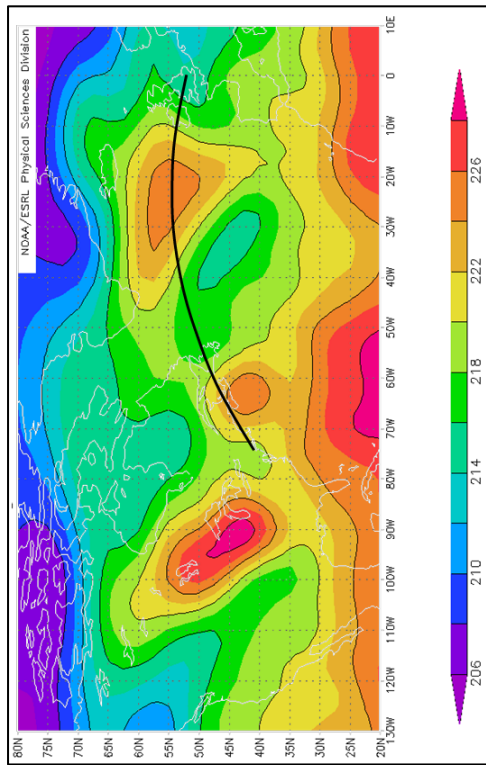 NOAA/ESRL Physical Sciences Division
80N
75N
70N
65N
60N
55N
50N
45N
40N
35N
30N
25N
20N
130W 120W 110W 100W 90W 80W 70W 60W 50W 40W 30W 20W 10W 0 10E
206 210 214 218 222 226